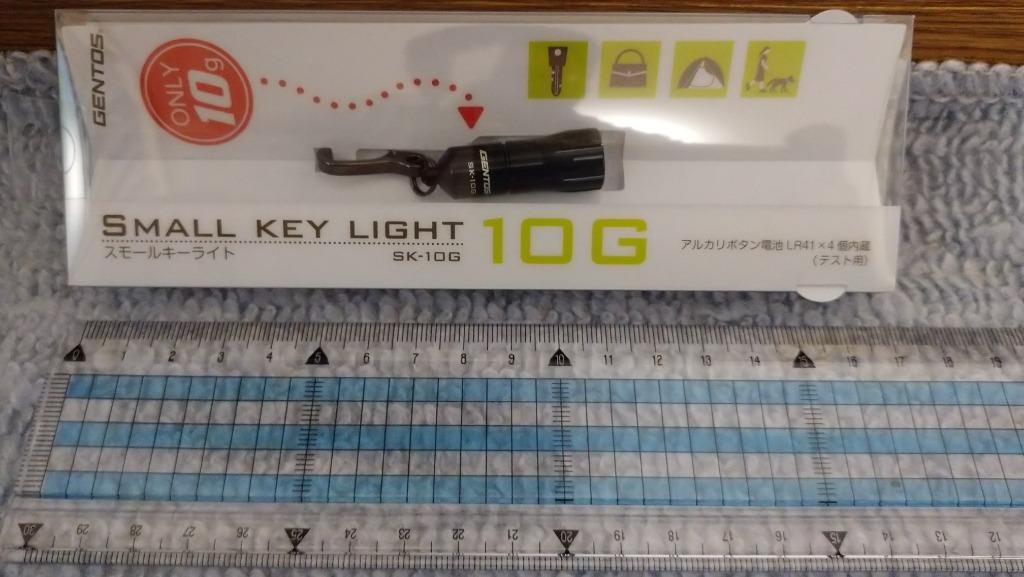 GENTOS
ONLY
10g
GENTOS
SK-10G
SMALL KEY LIGHT 10G
スモールキーライト SK-10G
アルカリボタン電池 LR41×4個内蔵
(テスト用)
0 1 2 3 4 5 6 7 8 9 10 11 12 13 14 15 16 17 18 19
30 29 28 27 26 25 24 23 22 21 20 19 18 17 16 15 14 13 12